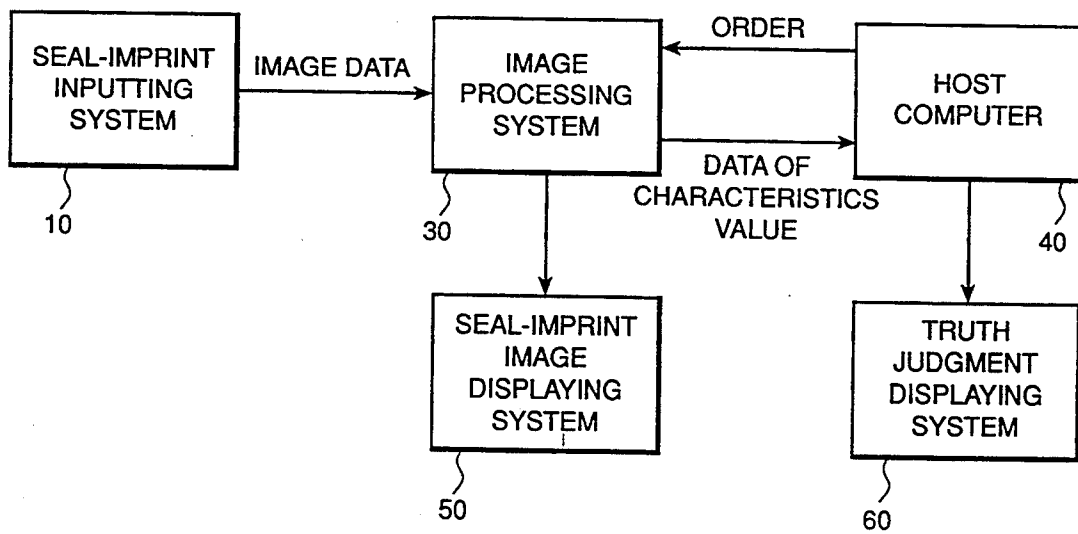 SEAL-IMPRINT
INPUTTING
SYSTEM
10
IMAGE DATA
IMAGE
PROCESSING
SYSTEM
30
ORDER
DATA OF
CHARACTERISTICS
VALUE
HOST
COMPUTER
40
SEAL-IMPRINT
IMAGE
DISPLAYING
SYSTEM
50
TRUTH
JUDGMENT
DISPLAYING
SYSTEM
60